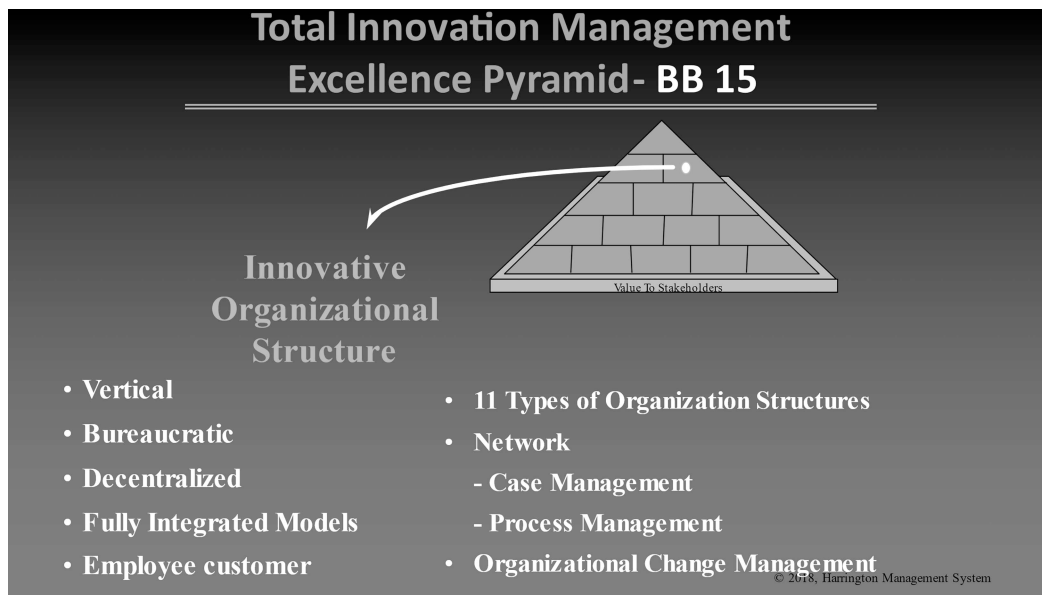 Total Innovation Management
Excellence Pyramid- BB 15
Value To Stakeholders
Innovative
Organizational
Structure
• Vertical
• Bureaucratic
• Decentralized
• Fully Integrated Models
• Employee customer
• 11 Types of Organization Structures
• Network
- Case Management
- Process Management
• Organizational Change Management
© 2018, Harrington Management System